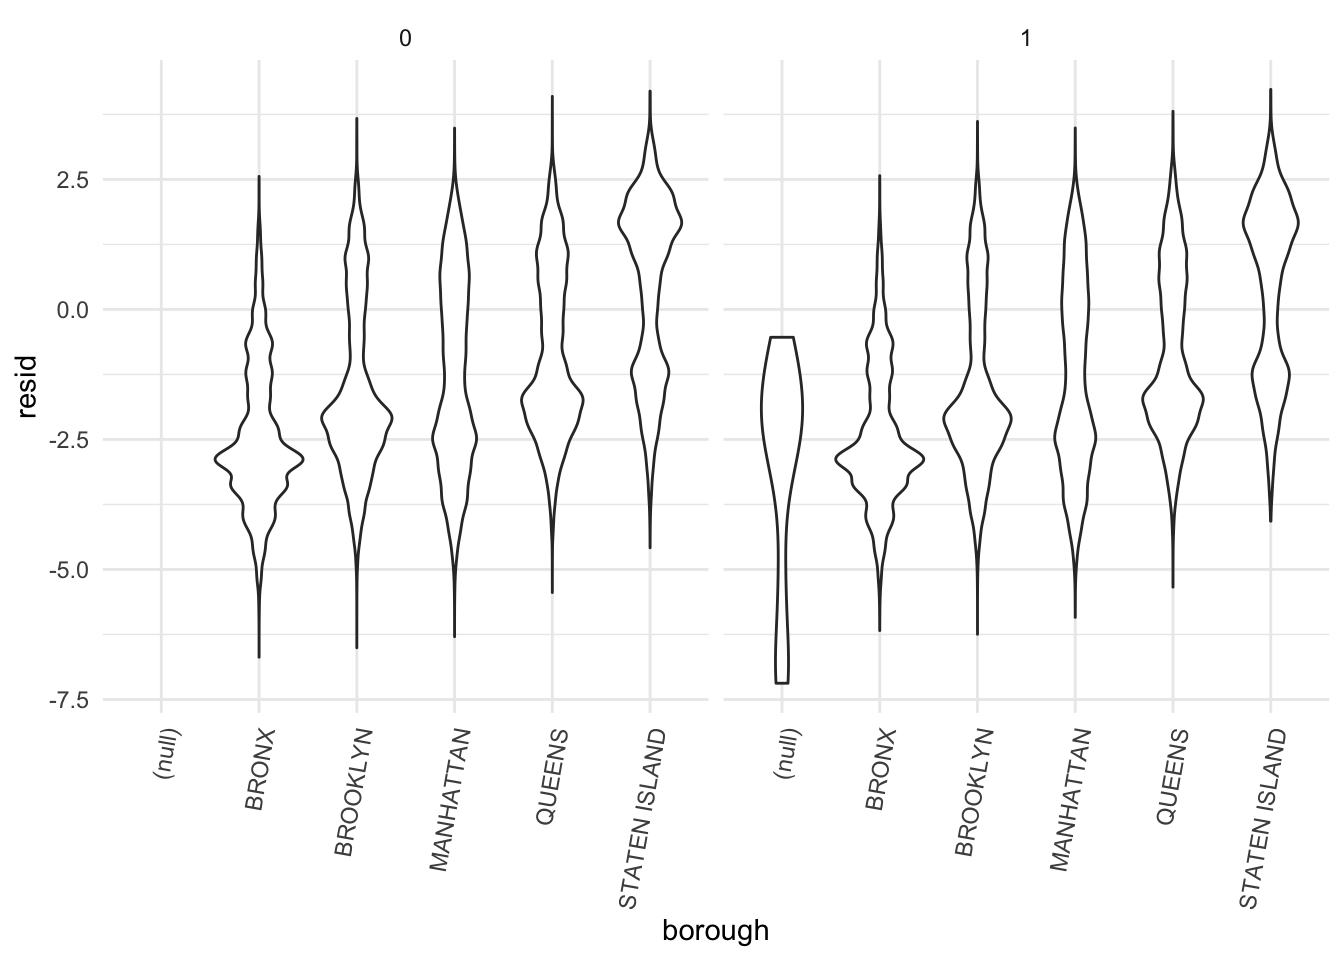 0 1
2.5
0.0
-2.5
-5.0
-7.5
resid
(null) BRONX BROOKLYN MANHATTAN QUEENS STATEN ISLAND (null) BRONX BROOKLYN MANHATTAN QUEENS STATEN ISLAND
borough